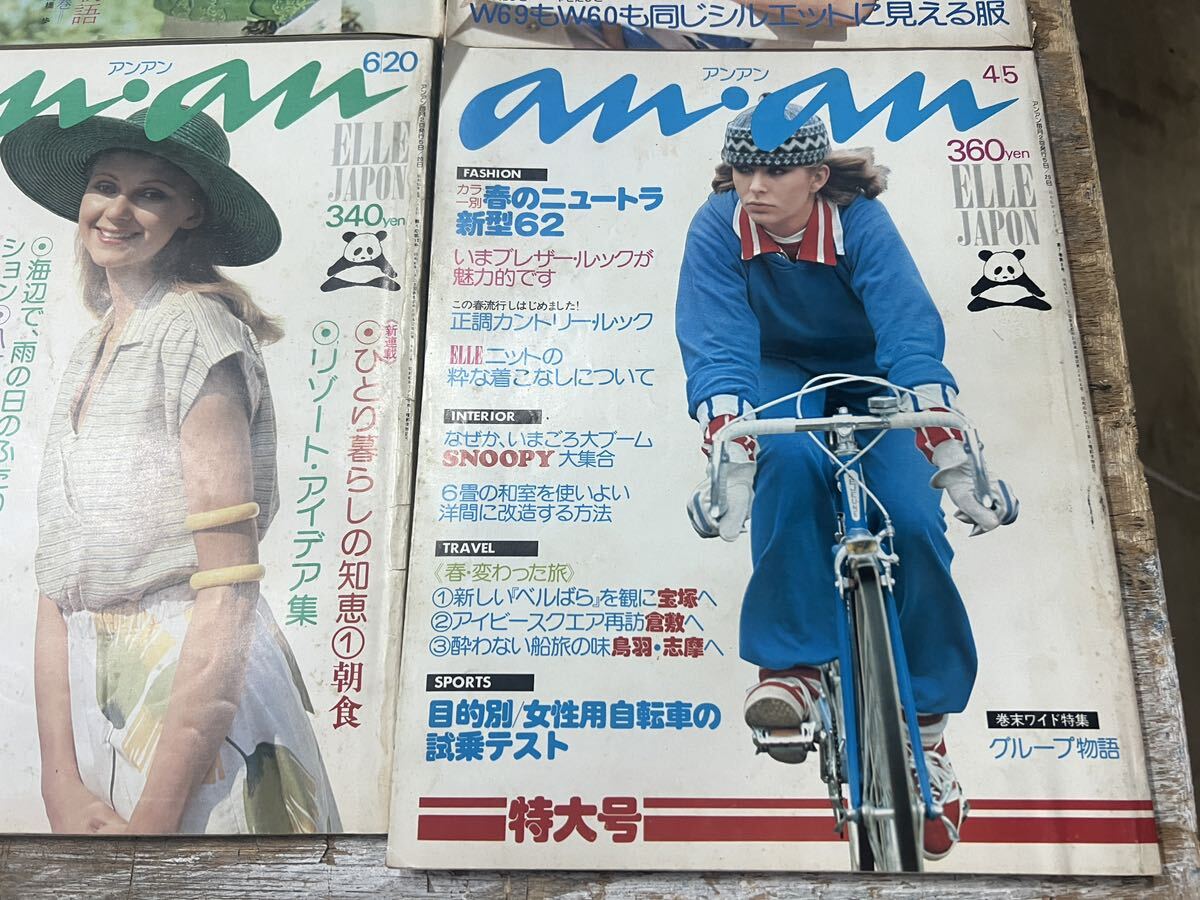 語
W69もW60も同じシルエットに見える服
アンアン
6/20
ELLE
JAPON
340yen
◉海辺で、雨の日のふたり
〈新連載〉
◉ひとり暮らしの知恵①朝食
◉リゾート・アイデア集
アンアン
an・an
4/5
360yen
ELLE
JAPON
FASHION
カラー別 春のニュートラ
新型62
いまブレザー・ルックが
魅力的です
この春流行しはじめました!
正調カントリー・ルック
ELLEニットの
粋な着こなしについて
INTERIOR
なぜか、いまごろ大ブーム
SNOOPY大集合
6畳の和室を使いよい
洋間に改造する方法
TRAVEL
《春・変わった旅》
①新しい『ベルばら』を観に宝塚へ
②アイビースクエア再訪倉敷へ
③酔わない船旅の味鳥羽・志摩へ
SPORTS
目的別/女性用自転車の
試乗テスト
巻末ワイド特集
グループ物語
特大号